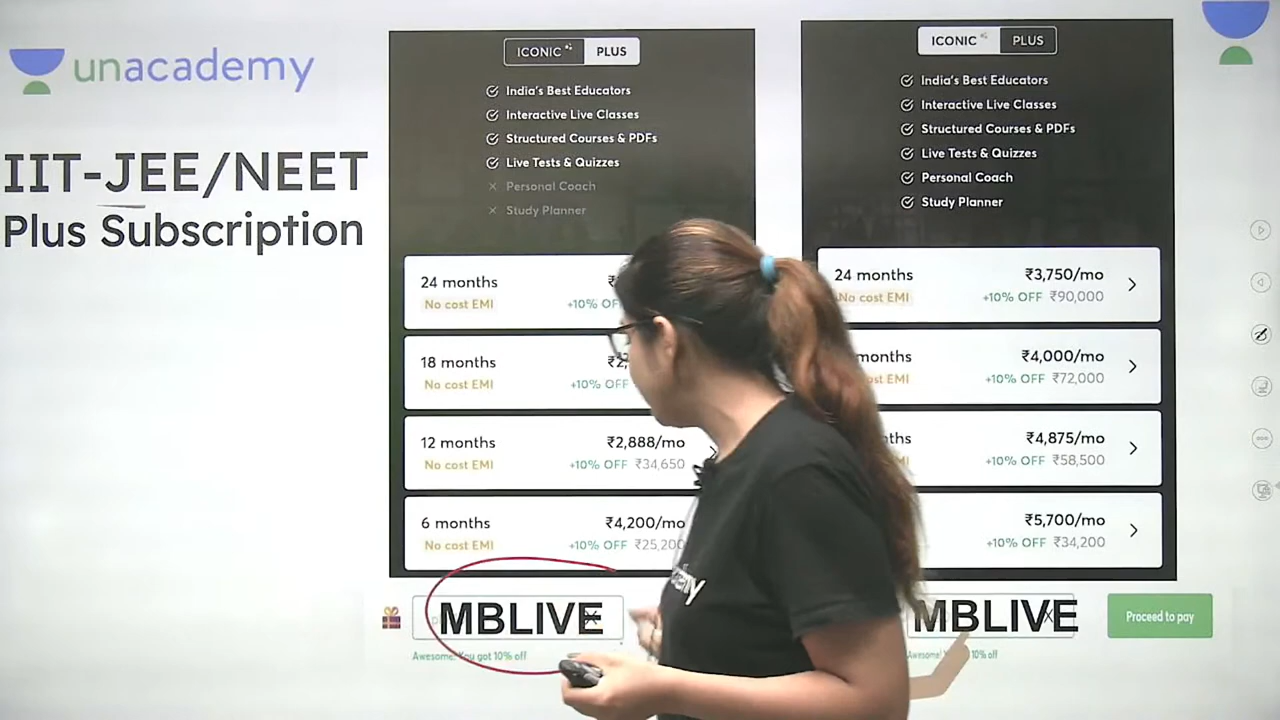 unacademy
IIT-JEE/NEET
Plus Subscription
ICONIC PLUS
India's Best Educators
Interactive Live Classes
Structured Courses & PDFs
Live Tests & Quizzes
Personal Coach
Study Planner
24 months
No cost EMI +10% OFF
18 months
No cost EMI +10% OFF
12 months ₹2,888/mo
No cost EMI +10% OFF ₹34,650
6 months ₹4,200/mo
No cost EMI +10% OFF ₹25,200
MBLIVE
Awesome! You got 10% off
ICONIC PLUS
India's Best Educators
Interactive Live Classes
Structured Courses & PDFs
Live Tests & Quizzes
Personal Coach
Study Planner
24 months ₹3,750/mo
No cost EMI +10% OFF ₹90,000
months ₹4,000/mo
EMI +10% OFF ₹72,000
₹4,875/mo
EMI +10% OFF ₹58,500
₹5,700/mo
+10% OFF ₹34,200
MBLIVE
Proceed to pay
Awesome! 10% off